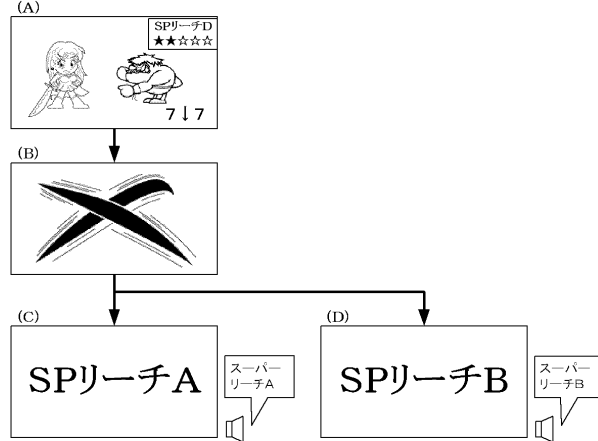 (A)
SPリーチD
★★☆☆☆
7↓7
(B)
(C)
SPリーチA
スーパー
リーチA
(D)
SPリーチB
スーパー
リーチB